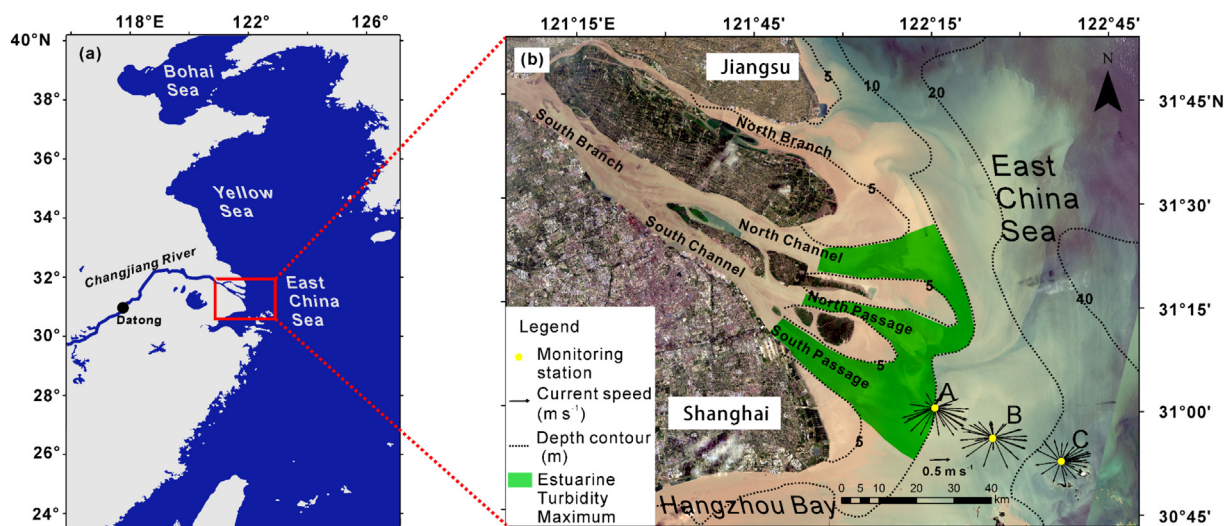 118°E
122°
126°
40°N
38°
36°
34°
32°
30°
28°
26°
24°
(a)
Bohai
Sea
Yellow
Sea
Changjiang River
Datong
East
China
Sea
121°15'E
121°45'
122°15'
122°45'
(b)
Jiangsu
5
10
20
N
31°45'N
31°30'
31°15'
31°00'
30°45'
North Branch
South Branch
5
East
China
Sea
North Channel
South Channel
40
5
North Passage
South Passage
5
Shanghai
5
A
B
C
0.5 m s⁻¹
Hangzhou Bay
0 5 10 20 30 40
km
Legend
Monitoring
station
Current speed
(m s⁻¹)
Depth contour
(m)
Estuarine
Turbidity
Maximum